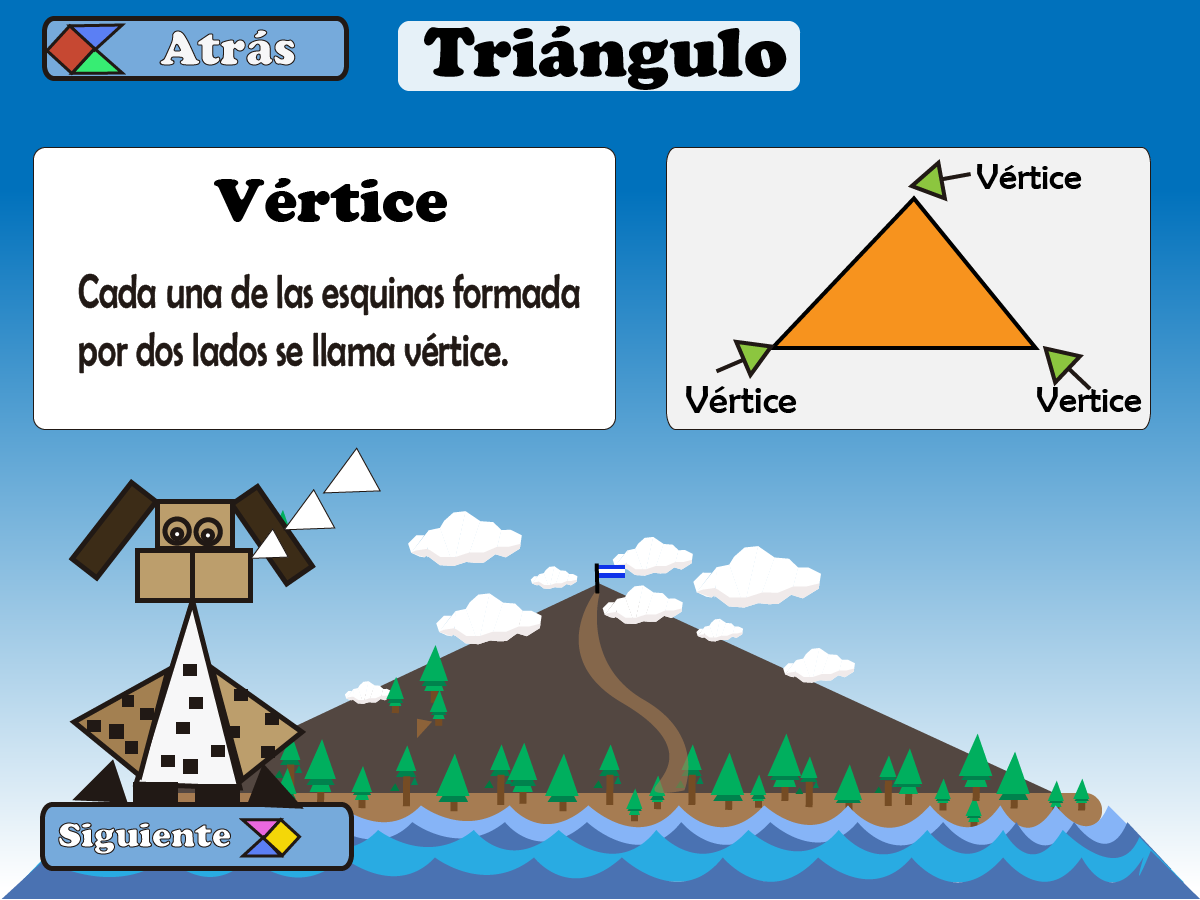 Atrás
Triángulo
Vértice
Cada una de las esquinas formada
por dos lados se llama vértice.
Vértice
Vértice
Vertice
Siguiente